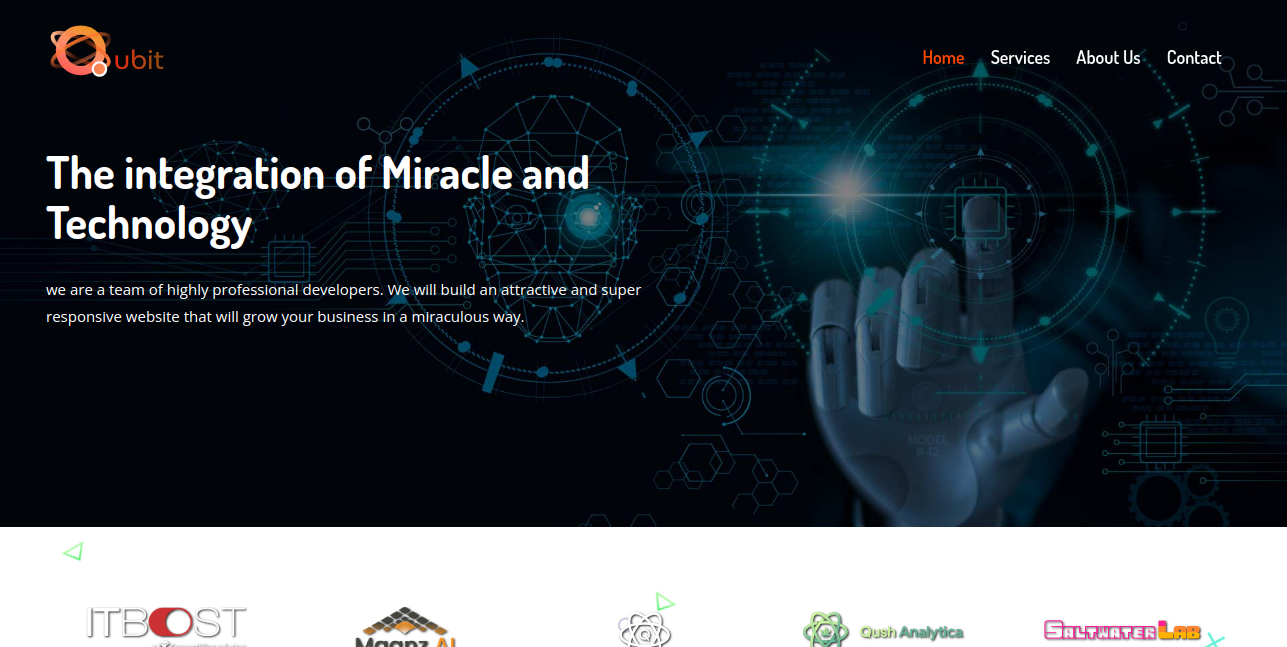 Qubit
Home Services About Us Contact
The integration of Miracle and
Technology
we are a team of highly professional developers. We will build an attractive and super
responsive website that will grow your business in a miraculous way.
MODEL
R-12
ITBOOST
Maanz AI
Qush Analytica
SALTWATER LAB